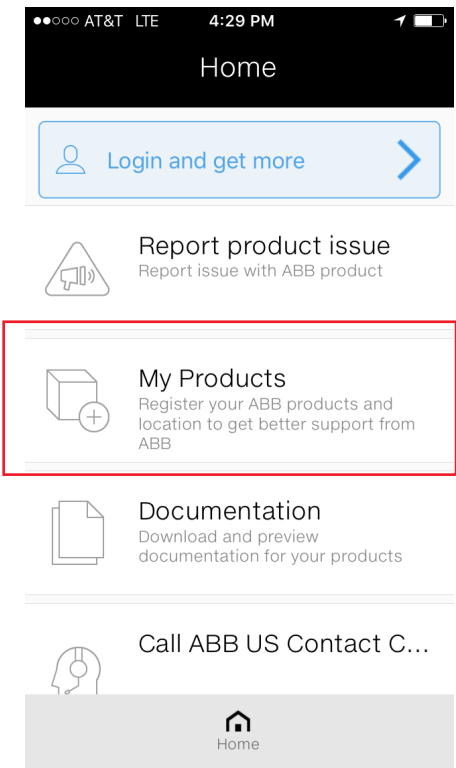 ●●○○○ AT&T LTE 4:29 PM
Home
Login and get more
Report product issue
Report issue with ABB product
My Products
Register your ABB products and
location to get better support from
ABB
Documentation
Download and preview
documentation for your products
Call ABB US Contact C...
Home